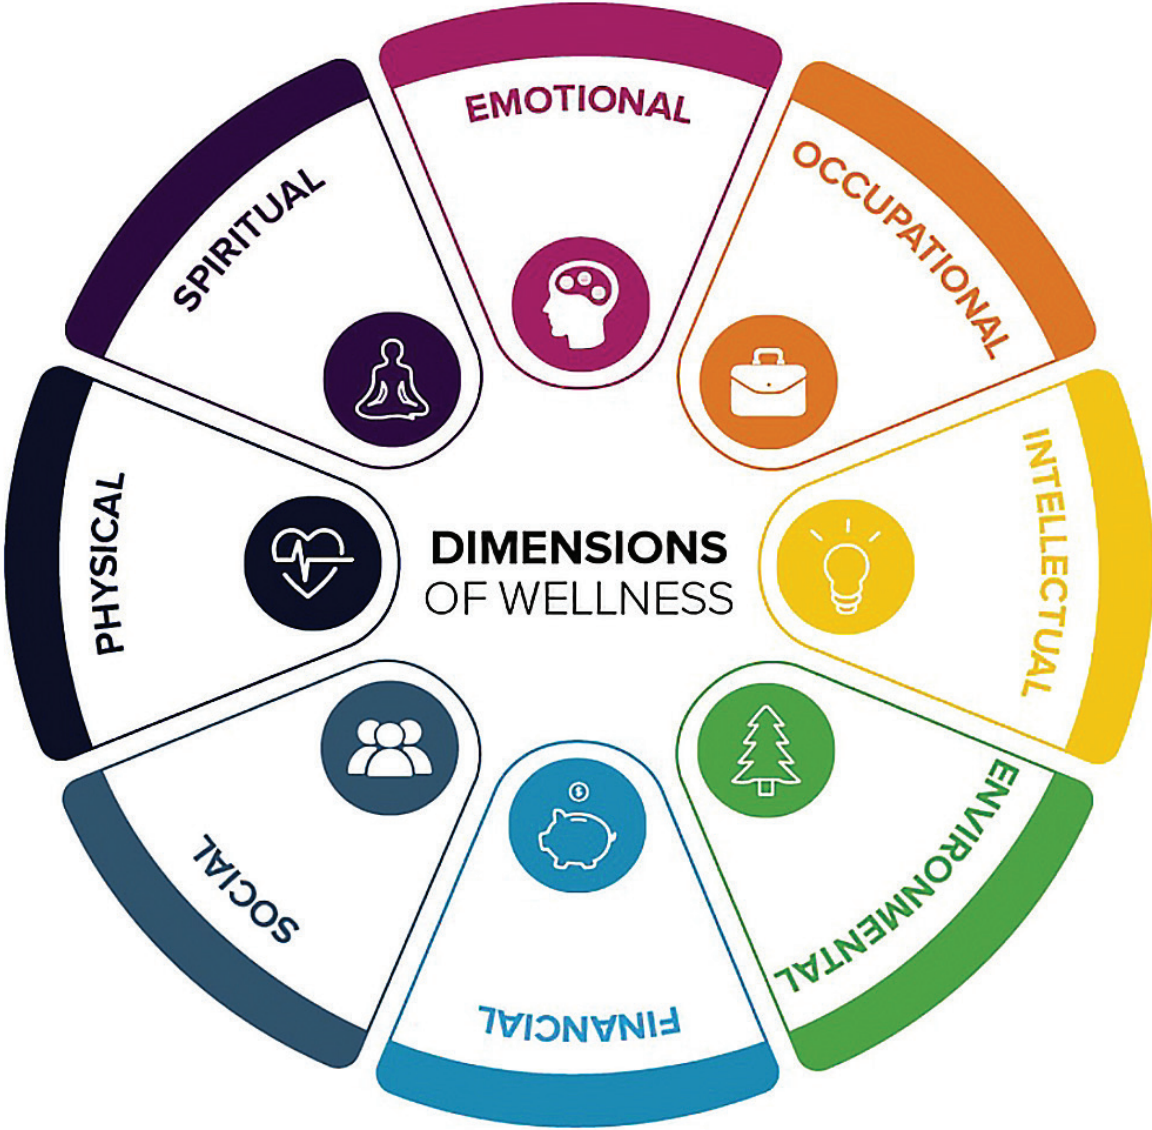 EMOTIONAL
OCCUPATIONAL
INTELLECTUAL
ENVIRONMENTAL
FINANCIAL
SOCIAL
PHYSICAL
SPIRITUAL
DIMENSIONS
OF WELLNESS
$